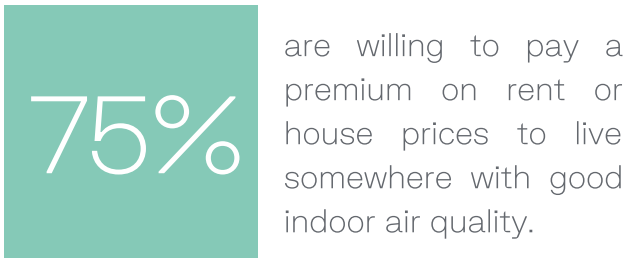 75%
are willing to pay a
premium on rent or
house prices to live
somewhere with good
indoor air quality.